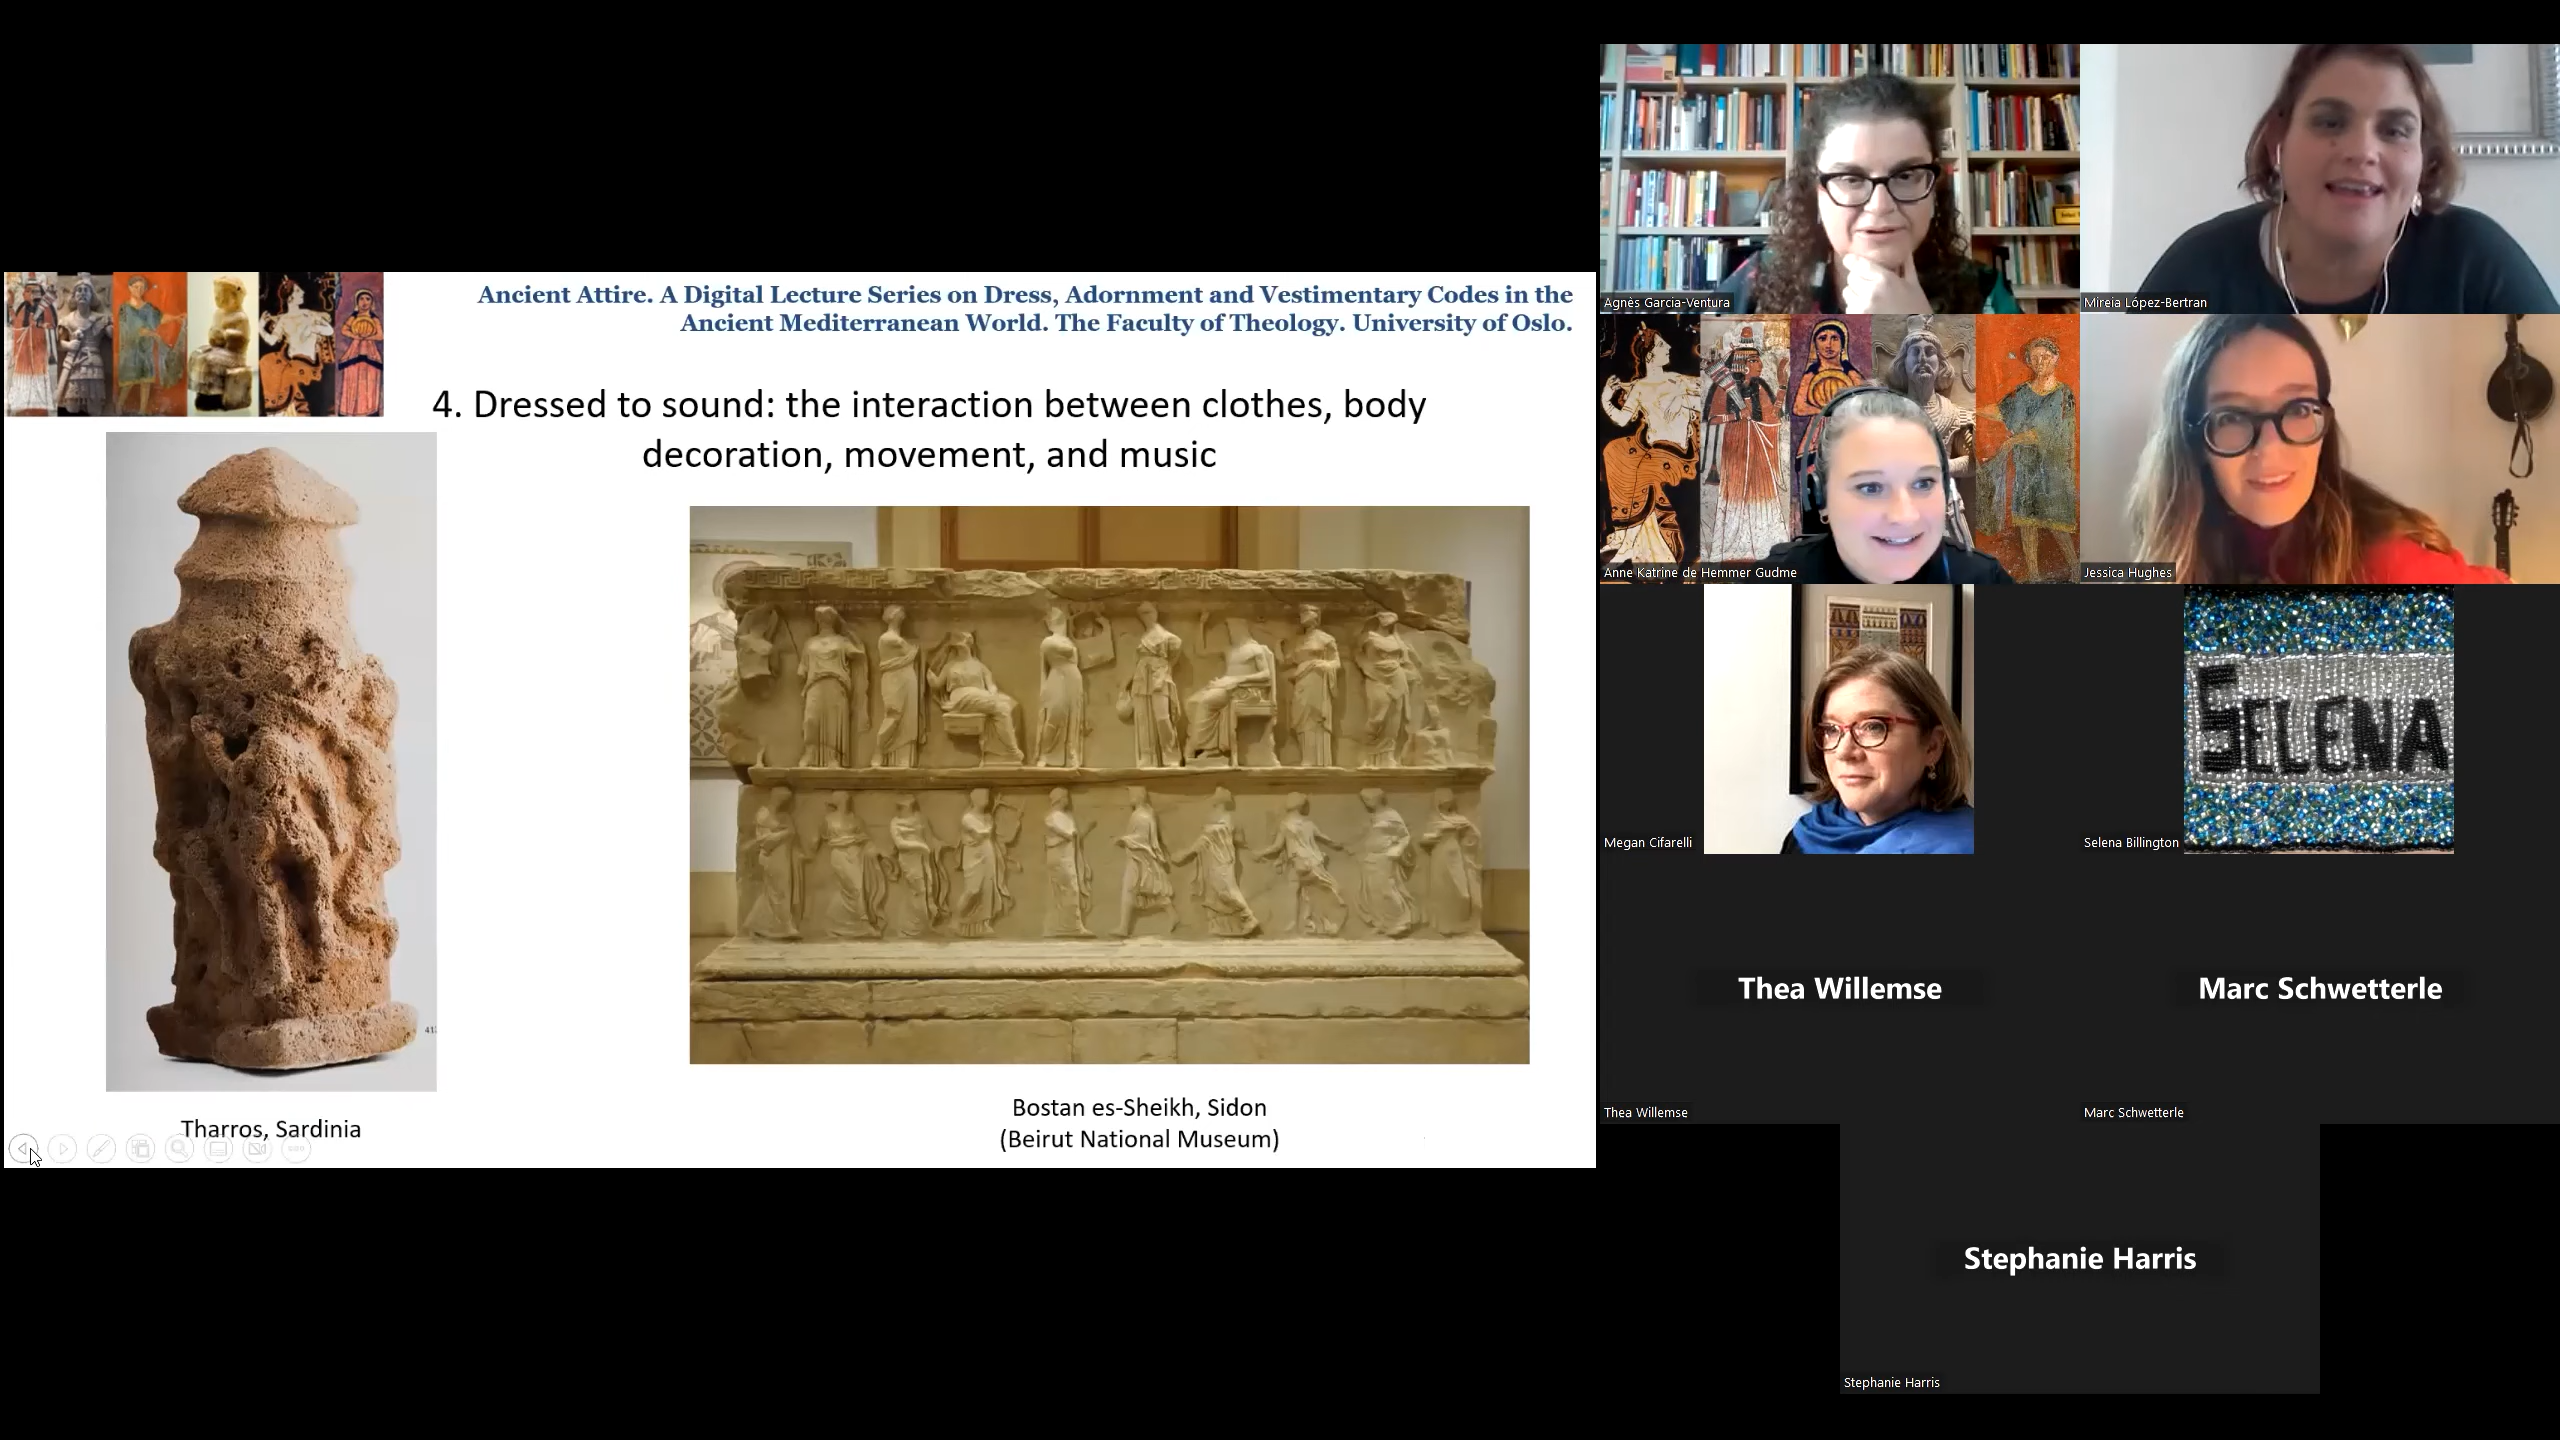 Ancient Attire. A Digital Lecture Series on Dress, Adornment and Vestimentary Codes in the
Ancient Mediterranean World. The Faculty of Theology. University of Oslo.
4. Dressed to sound: the interaction between clothes, body
decoration, movement, and music
Tharros, Sardinia
Bostan es-Sheikh, Sidon
(Beirut National Museum)
Agnès Garcia-Ventura
Mireia López-Bertran
Anne Katrine de Hemmer Gudme
Jessica Hughes
Megan Cifarelli
Selena Billington
SELENA
Thea Willemse
Thea Willemse
Marc Schwetterle
Marc Schwetterle
Stephanie Harris
Stephanie Harris